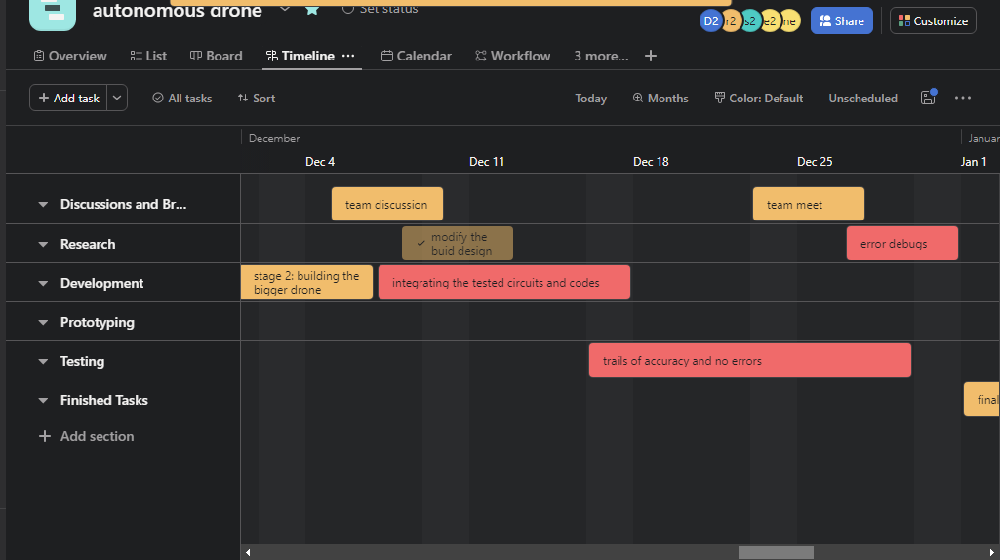 autonomous drone
Set status
D2 r2 s2 e2 ne
Share
Customize
Overview
List
Board
Timeline
Calendar
Workflow
3 more...
Add task
All tasks
Sort
Today
Months
Color: Default
Unscheduled
December
Januar
Dec 4
Dec 11
Dec 18
Dec 25
Jan 1
Discussions and Br...
team discussion
team meet
Research
modify the
buid design
error debugs
Development
stage 2: building the
bigger drone
integrating the tested circuits and codes
Prototyping
Testing
trails of accuracy and no errors
Finished Tasks
final
Add section